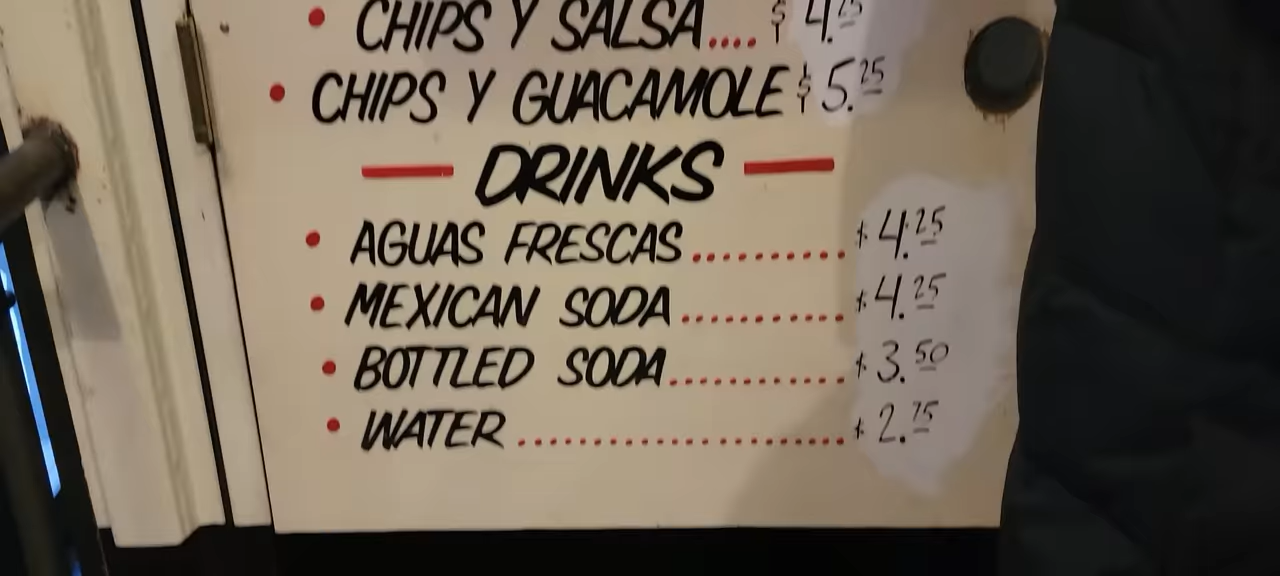 CHIPS Y SALSA.... $ 4.25
CHIPS Y GUACAMOLE $ 5.25
DRINKS
AGUAS FRESCAS.......... $ 4.25
MEXICAN SODA........... $ 4.25
BOTTLED SODA........... $ 3.50
WATER .................... $ 2.75